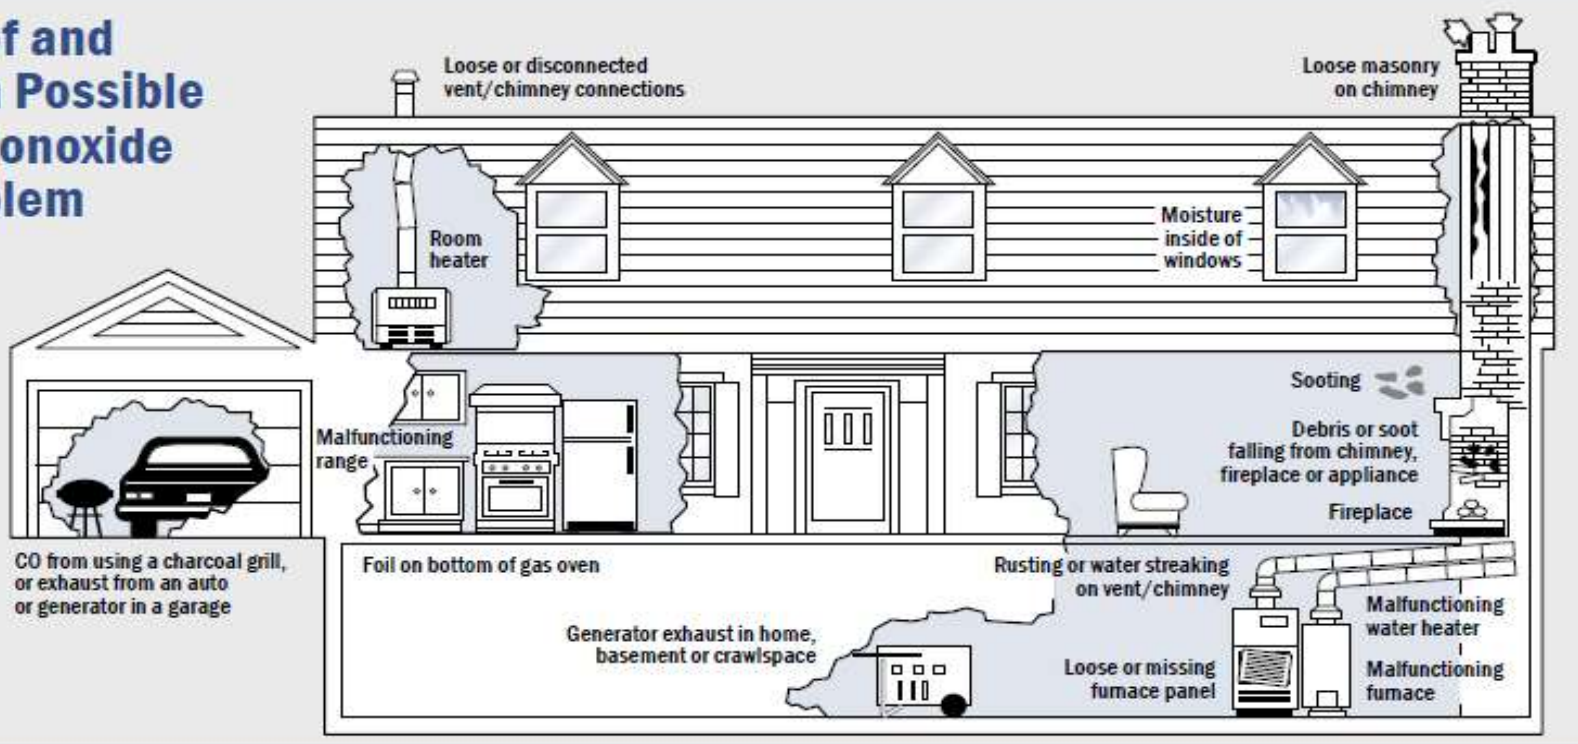 f and
Possible
onoxide
lem
Loose or disconnected
vent/chimney connections
Loose masonry
on chimney
Room
heater
Moisture
inside of
windows
Sooting
Malfunctioning
range
Debris or soot
falling from chimney,
fireplace or appliance
Fireplace
CO from using a charcoal grill,
or exhaust from an auto
or generator in a garage
Foil on bottom of gas oven
Rusting or water streaking
on vent/chimney
Generator exhaust in home,
basement or crawlspace
Malfunctioning
water heater
Loose or missing
furnace panel
Malfunctioning
furnace